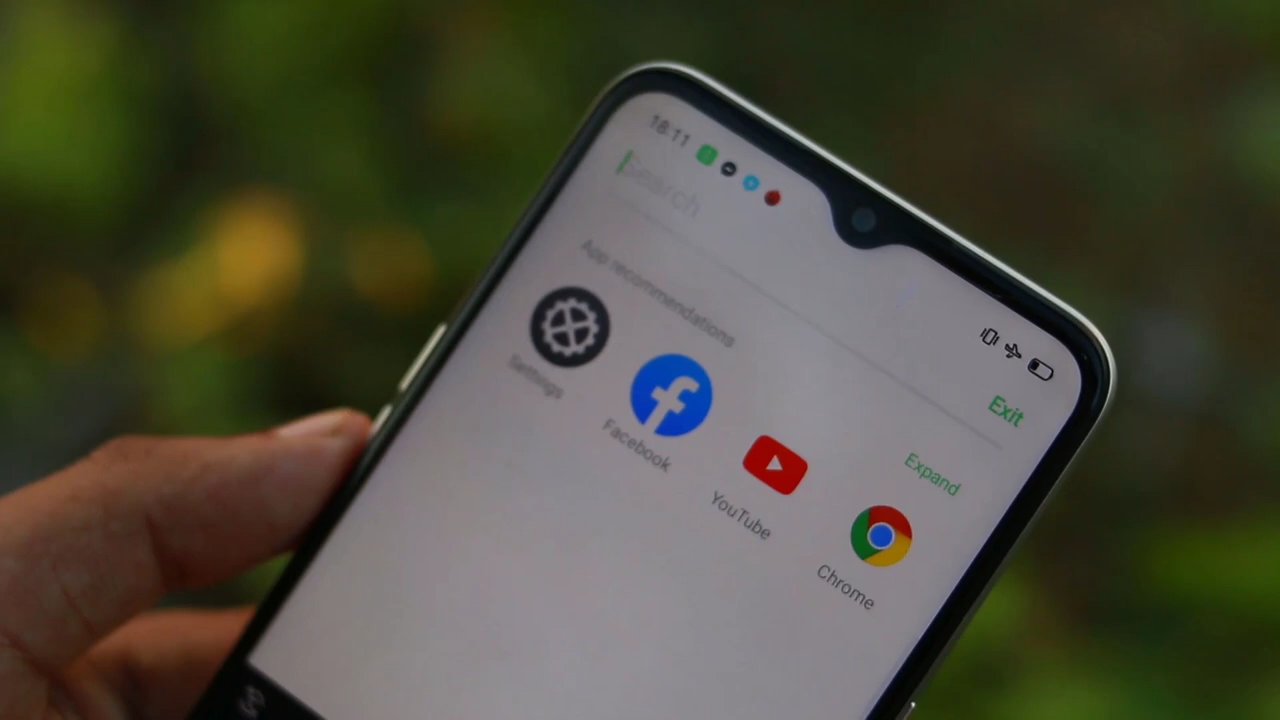 18:11
Search
Exit
App recommendations
Expand
Settings
Facebook
YouTube
Chrome